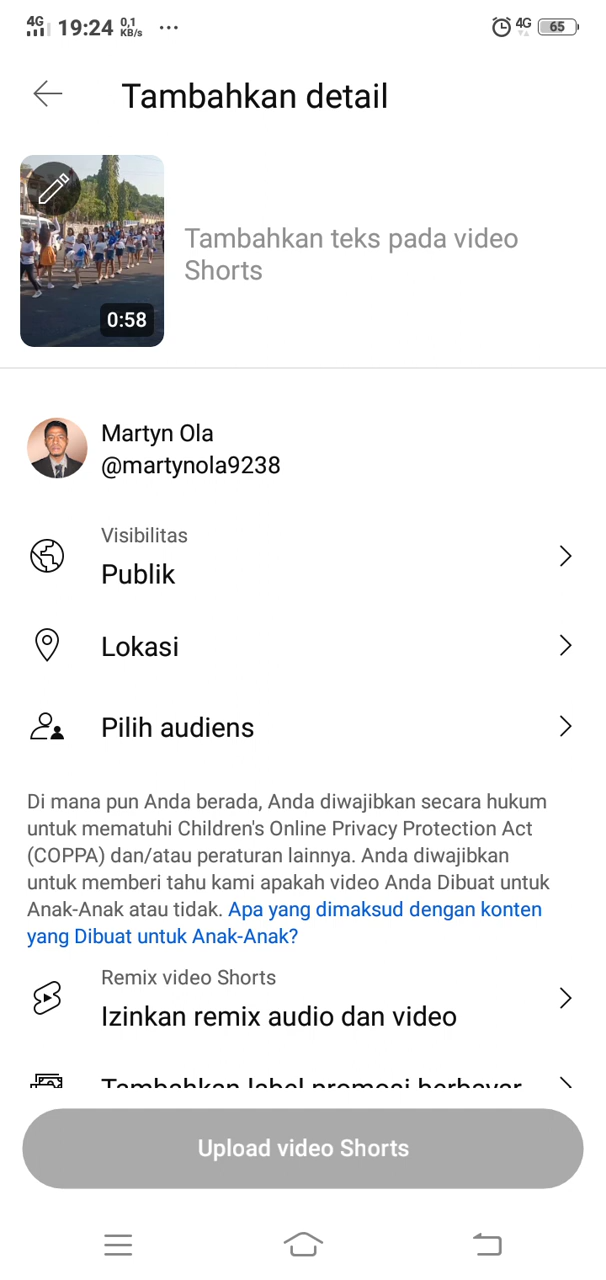 4G 19:24 0,1 KB/s ... 4G 65
Tambahkan detail
Tambahkan teks pada video
Shorts
0:58
Martyn Ola
@martynola9238
Visibilitas
Publik
Lokasi
Pilih audiens
Di mana pun Anda berada, Anda diwajibkan secara hukum
untuk mematuhi Children's Online Privacy Protection Act
(COPPA) dan/atau peraturan lainnya. Anda diwajibkan
untuk memberi tahu kami apakah video Anda Dibuat untuk
Anak-Anak atau tidak. Apa yang dimaksud dengan konten
yang Dibuat untuk Anak-Anak?
Remix video Shorts
Izinkan remix audio dan video
Tambahkan label promosi berbayar
Upload video Shorts